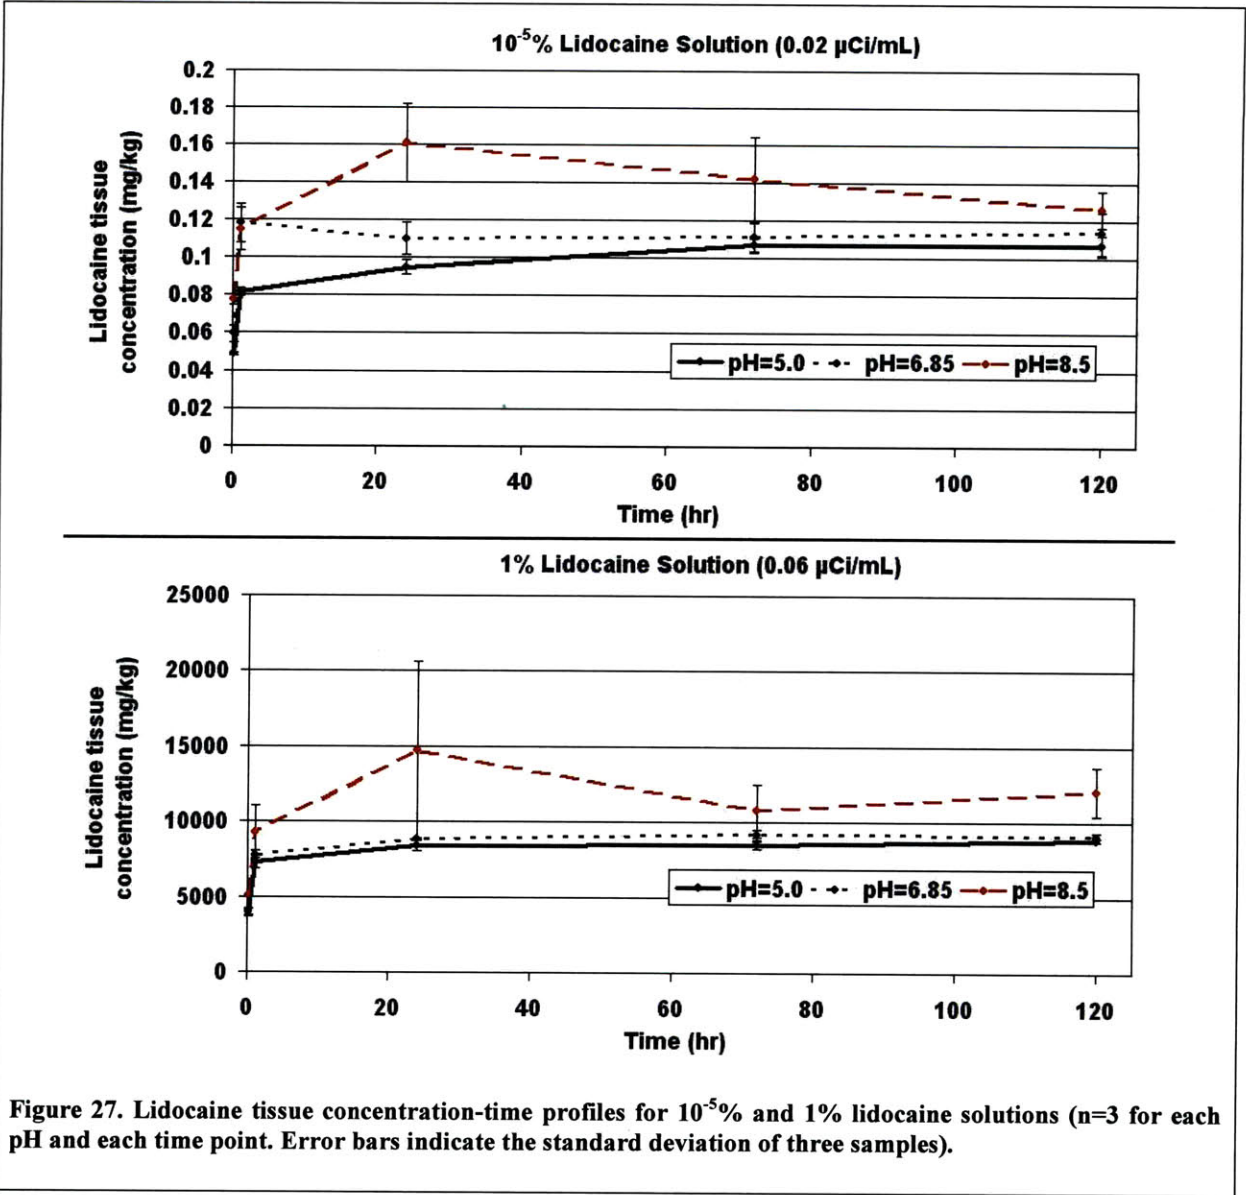 10⁻⁵% Lidocaine Solution (0.02 µCi/mL)
Lidocaine tissue
concentration (mg/kg)
0.2
0.18
0.16
0.14
0.12
0.1
0.08
0.06
0.04
0.02
0
pH=5.0 pH=6.85 pH=8.5
0 20 40 60 80 100 120
Time (hr)
1% Lidocaine Solution (0.06 µCi/mL)
Lidocaine tissue
concentration (mg/kg)
25000
20000
15000
10000
5000
0
pH=5.0 pH=6.85 pH=8.5
0 20 40 60 80 100 120
Time (hr)
Figure 27. Lidocaine tissue concentration-time profiles for 10⁻⁵% and 1% lidocaine solutions (n=3 for each
pH and each time point. Error bars indicate the standard deviation of three samples).